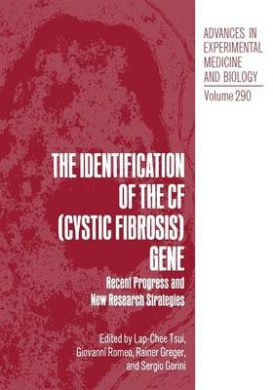 ADVANCES IN
EXPERIMENTAL
MEDICINE
AND BIOLOGY
Volume 290
THE IDENTIFICATION
OF THE CF
(CYSTIC FIBROSIS)
GENE
Recent Progress and
New Research Strategies
Edited by Lap-Chee Tsui,
Giovanni Romeo, Rainer Greger,
and Sergio Gorini